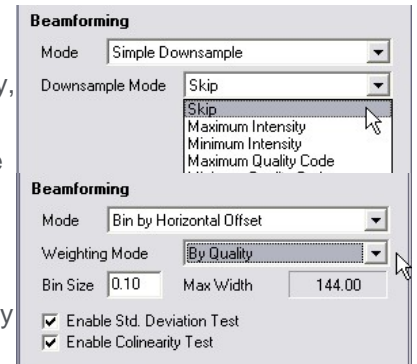 Beamforming
Mode Simple Downsample
Downsample Mode Skip
Skip
Maximum Intensity
Minimum Intensity
Maximum Quality Code
Beamforming
Mode Bin by Horizontal Offset
Weighting Mode By Quality
Bin Size 0.10 Max Width 144.00
Enable Std. Deviation Test
Enable Colinearity Test